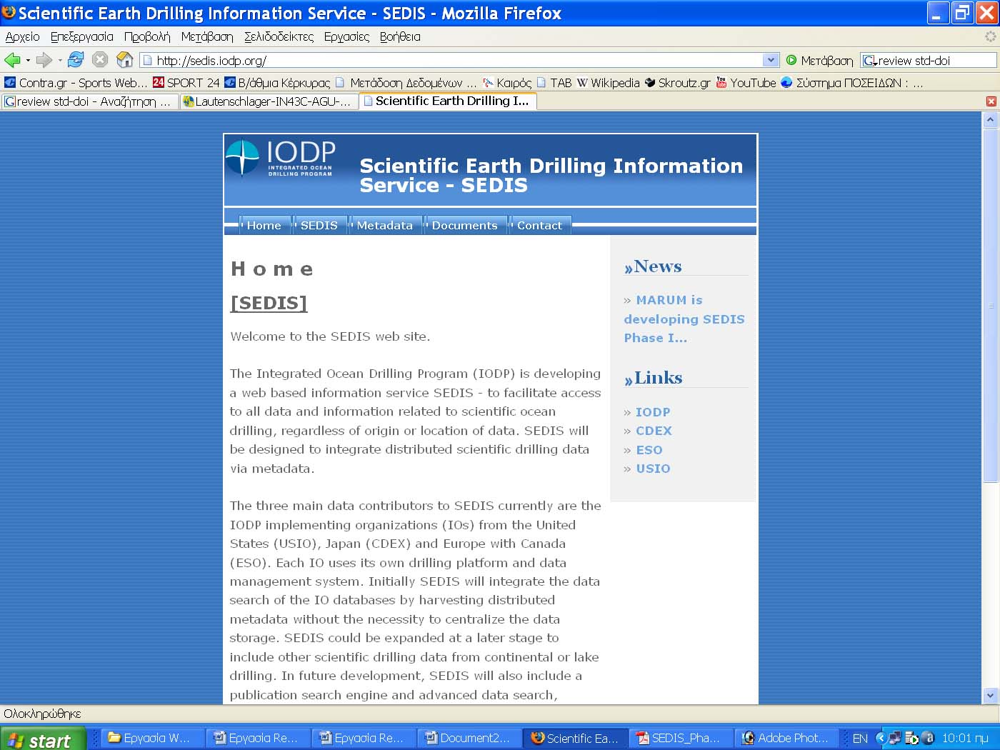 Scientific Earth Drilling Information Service - SEDIS - Mozilla Firefox
Αρχείο Επεξεργασία Προβολή Μετάβαση Σελιδοδείκτες Εργασίες Βοήθεια
http://sedis.iodp.org/ Μετάβαση review std-doi
Contra.gr - Sports Web... 24 SPORT 24 Β/άθμια Κέρκυρας Μετάδοση Δεδομένων ... Καιρός TAB W Wikipedia Skroutz.gr You Tube YouTube Σύστημα ΠΟΣΕΙΔΩΝ : ...
review std-doi - Αναζήτηση ... Lautenschlager-IN43C-AGU-... Scientific Earth Drilling I...
IODP
INTEGRATED OCEAN
DRILLING PROGRAM
Scientific Earth Drilling Information
Service - SEDIS
Home SEDIS Metadata Documents Contact
Home
[SEDIS]
Welcome to the SEDIS web site.
The Integrated Ocean Drilling Program (IODP) is developing
a web based information service SEDIS - to facilitate access
to all data and information related to scientific ocean
drilling, regardless of origin or location of data. SEDIS will
be designed to integrate distributed scientific drilling data
via metadata.
The three main data contributors to SEDIS currently are the
IODP implementing organizations (IOs) from the United
States (USIO), Japan (CDEX) and Europe with Canada
(ESO). Each IO uses its own drilling platform and data
management system. Initially SEDIS will integrate the data
search of the IO databases by harvesting distributed
metadata without the necessity to centralize the data
storage. SEDIS could be expanded at a later stage to
include other scientific drilling data from continental or lake
drilling. In future development, SEDIS will also include a
publication search engine and advanced data search,
»News
» MARUM is
developing SEDIS
Phase I...
»Links
» IODP
» CDEX
» ESO
» USIO
Ολοκληρώθηκε
start Εργασία W... Εργασία Re... Εργασία Re... Document2... Scientific Ea... SEDIS_Pha... Adobe Phot... EN 10:01 πμ